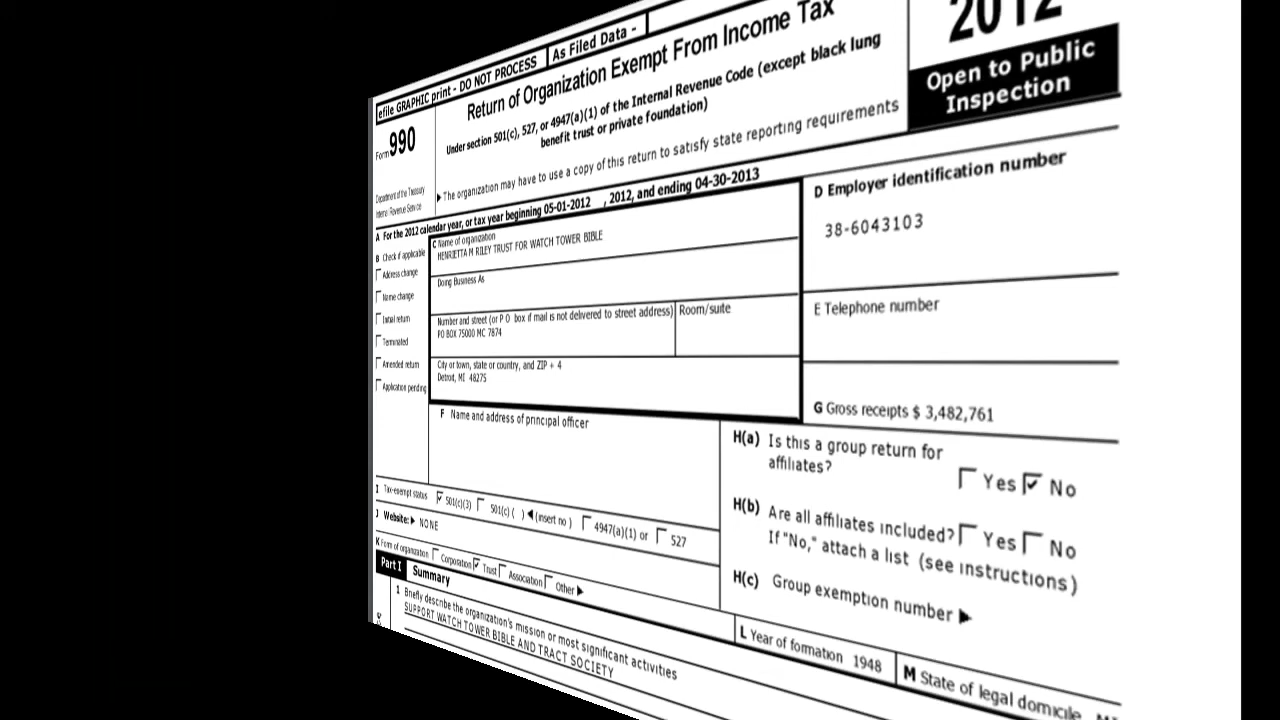 efile GRAPHIC print - DO NOT PROCESS
As Filed Data -
Form 990
Department of the Treasury
Internal Revenue Service
Return of Organization Exempt From Income Tax
Under section 501(c), 527, or 4947(a)(1) of the Internal Revenue Code (except black lung
benefit trust or private foundation)
▶ The organization may have to use a copy of this return to satisfy state reporting requirements
2012
Open to Public
Inspection
A For the 2012 calendar year, or tax year beginning 05-01-2012 , 2012, and ending 04-30-2013
B Check if applicable
Address change
Name change
Initial return
Terminated
Amended return
Application pending
C Name of organization
HENRIETTA M RILEY TRUST FOR WATCH TOWER BIBLE
Doing Business As
Number and street (or P O box if mail is not delivered to street address) Room/suite
PO BOX 75000 MC 7874
City or town, state or country, and ZIP + 4
Detroit, MI 48275
D Employer identification number
38-6043103
E Telephone number
G Gross receipts $ 3,482,761
F Name and address of principal officer
H(a) Is this a group return for
affiliates? Yes No
H(b) Are all affiliates included? Yes No
If "No," attach a list (see instructions)
H(c) Group exemption number ▶
I Tax-exempt status 501(c)(3) 501(c) ( ) ◀ (insert no ) 4947(a)(1) or 527
J Website: ▶ NONE
K Form of organization Corporation Trust Association Other ▶
L Year of formation 1948
M State of legal domicile
Part I Summary
1 Briefly describe the organization's mission or most significant activities
SUPPORT WATCH TOWER BIBLE AND TRACT SOCIETY